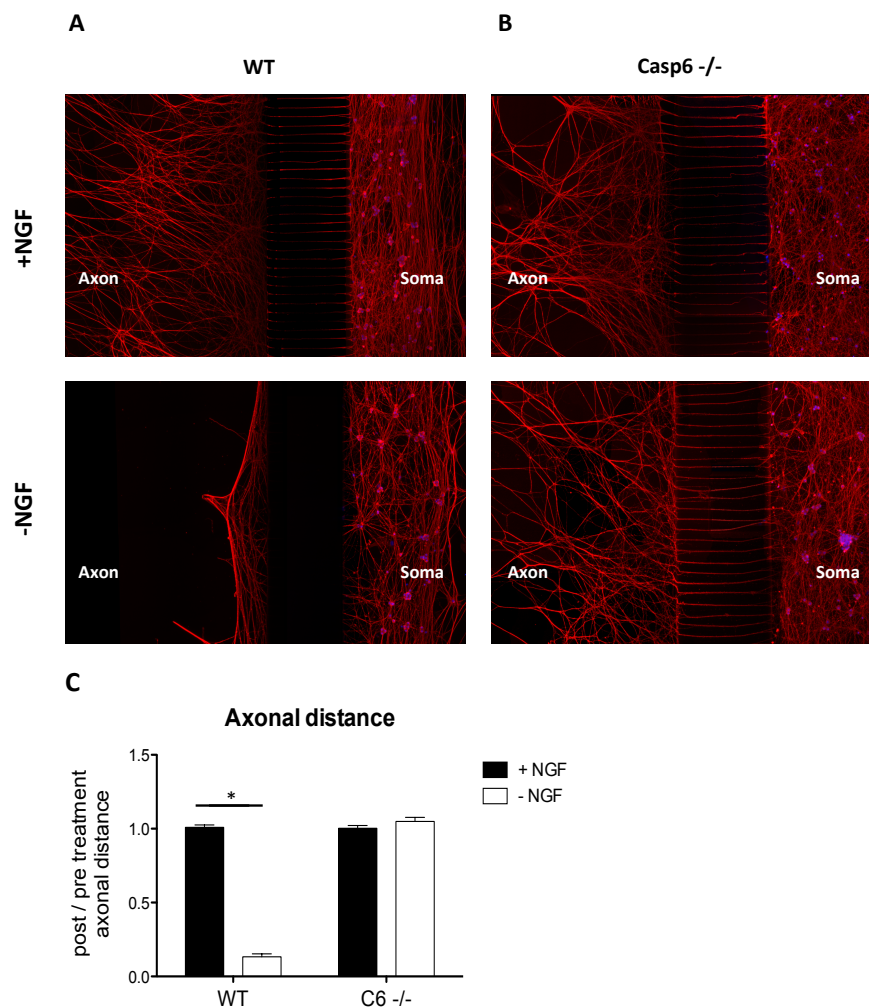 A
B
WT
Casp6 -/-
+NGF
Axon
Soma
Axon
Soma
-NGF
Axon
Soma
Axon
Soma
C
Axonal distance
post / pre treatment
axonal distance
1.5
1.0
0.5
0.0
*
WT
C6 -/-
+ NGF
- NGF